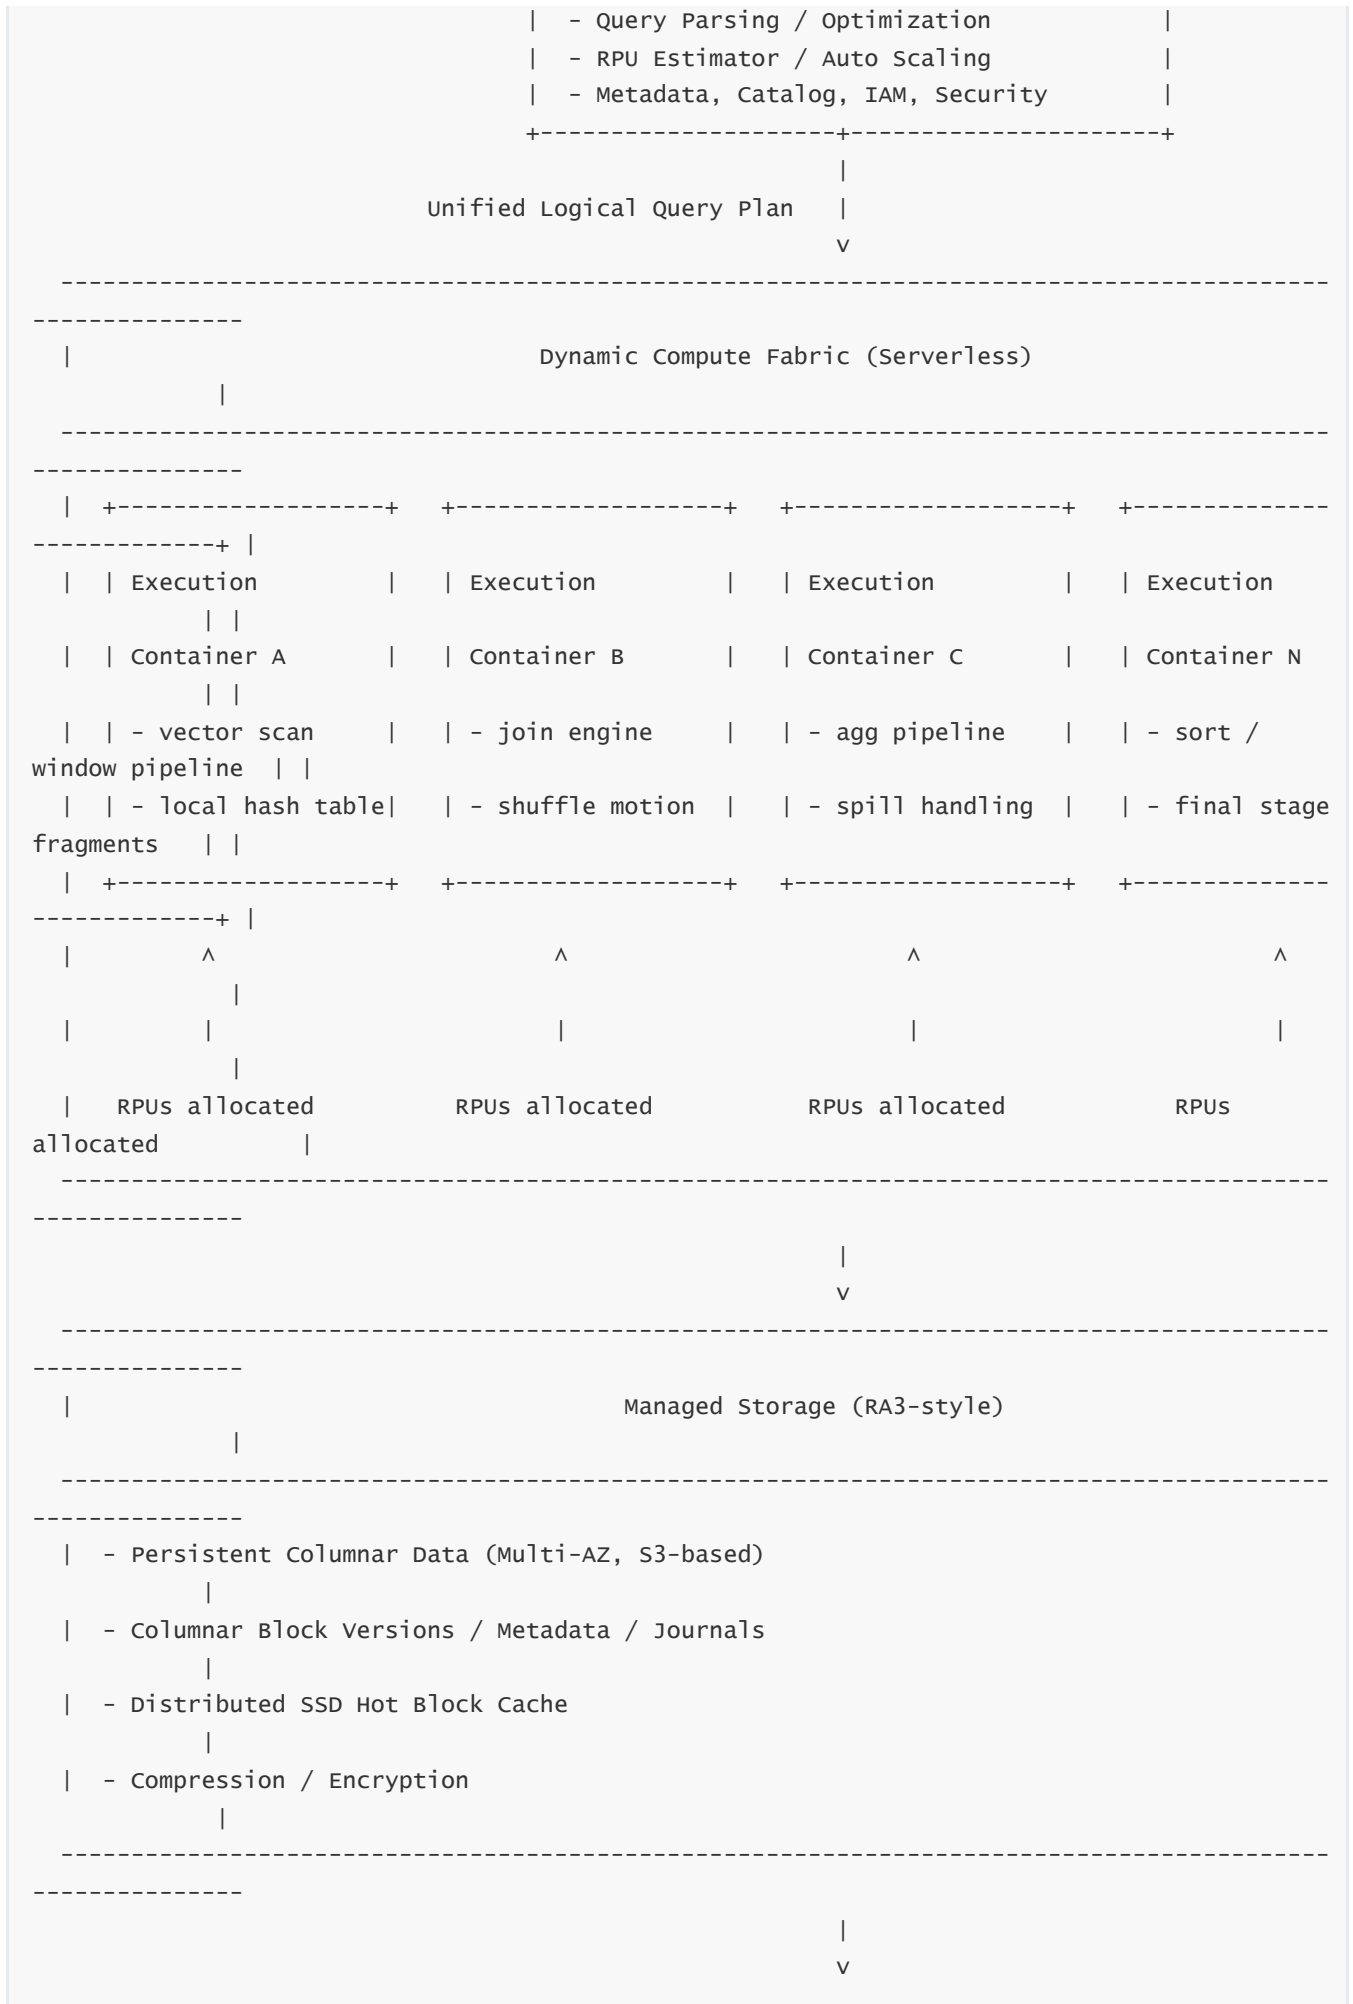 |  - Query Parsing / Optimization            |
|  - RPU Estimator / Auto Scaling            |
|  - Metadata, Catalog, IAM, Security        |
+---------------------+----------------------+
|
Unified Logical Query Plan   |
v
------------------------------------------------------------------------------------------
---------------
|                                 Dynamic Compute Fabric (Serverless)
|
------------------------------------------------------------------------------------------
---------------
|  +-------------------+   +-------------------+   +-------------------+   +--------------
-------------+ |
|  | Execution         |   | Execution         |   | Execution         |   | Execution
| |
|  | Container A       |   | Container B       |   | Container C       |   | Container N
| |
|  | - vector scan     |   | - join engine     |   | - agg pipeline    |   | - sort /
window pipeline  | |
|  | - local hash table|   | - shuffle motion  |   | - spill handling  |   | - final stage
fragments   | |
|  +-------------------+   +-------------------+   +-------------------+   +--------------
-------------+ |
|         ^                        ^                        ^                         ^
|
|         |                        |                        |                         |
|
|   RPUs allocated          RPUs allocated           RPUs allocated            RPUs
allocated          |
------------------------------------------------------------------------------------------
---------------
|
v
------------------------------------------------------------------------------------------
---------------
|                                       Managed Storage (RA3-style)
|
------------------------------------------------------------------------------------------
---------------
|  - Persistent Columnar Data (Multi-AZ, S3-based)
|
|  - Columnar Block Versions / Metadata / Journals
|
|  - Distributed SSD Hot Block Cache
|
|  - Compression / Encryption
|
------------------------------------------------------------------------------------------
---------------
|
v